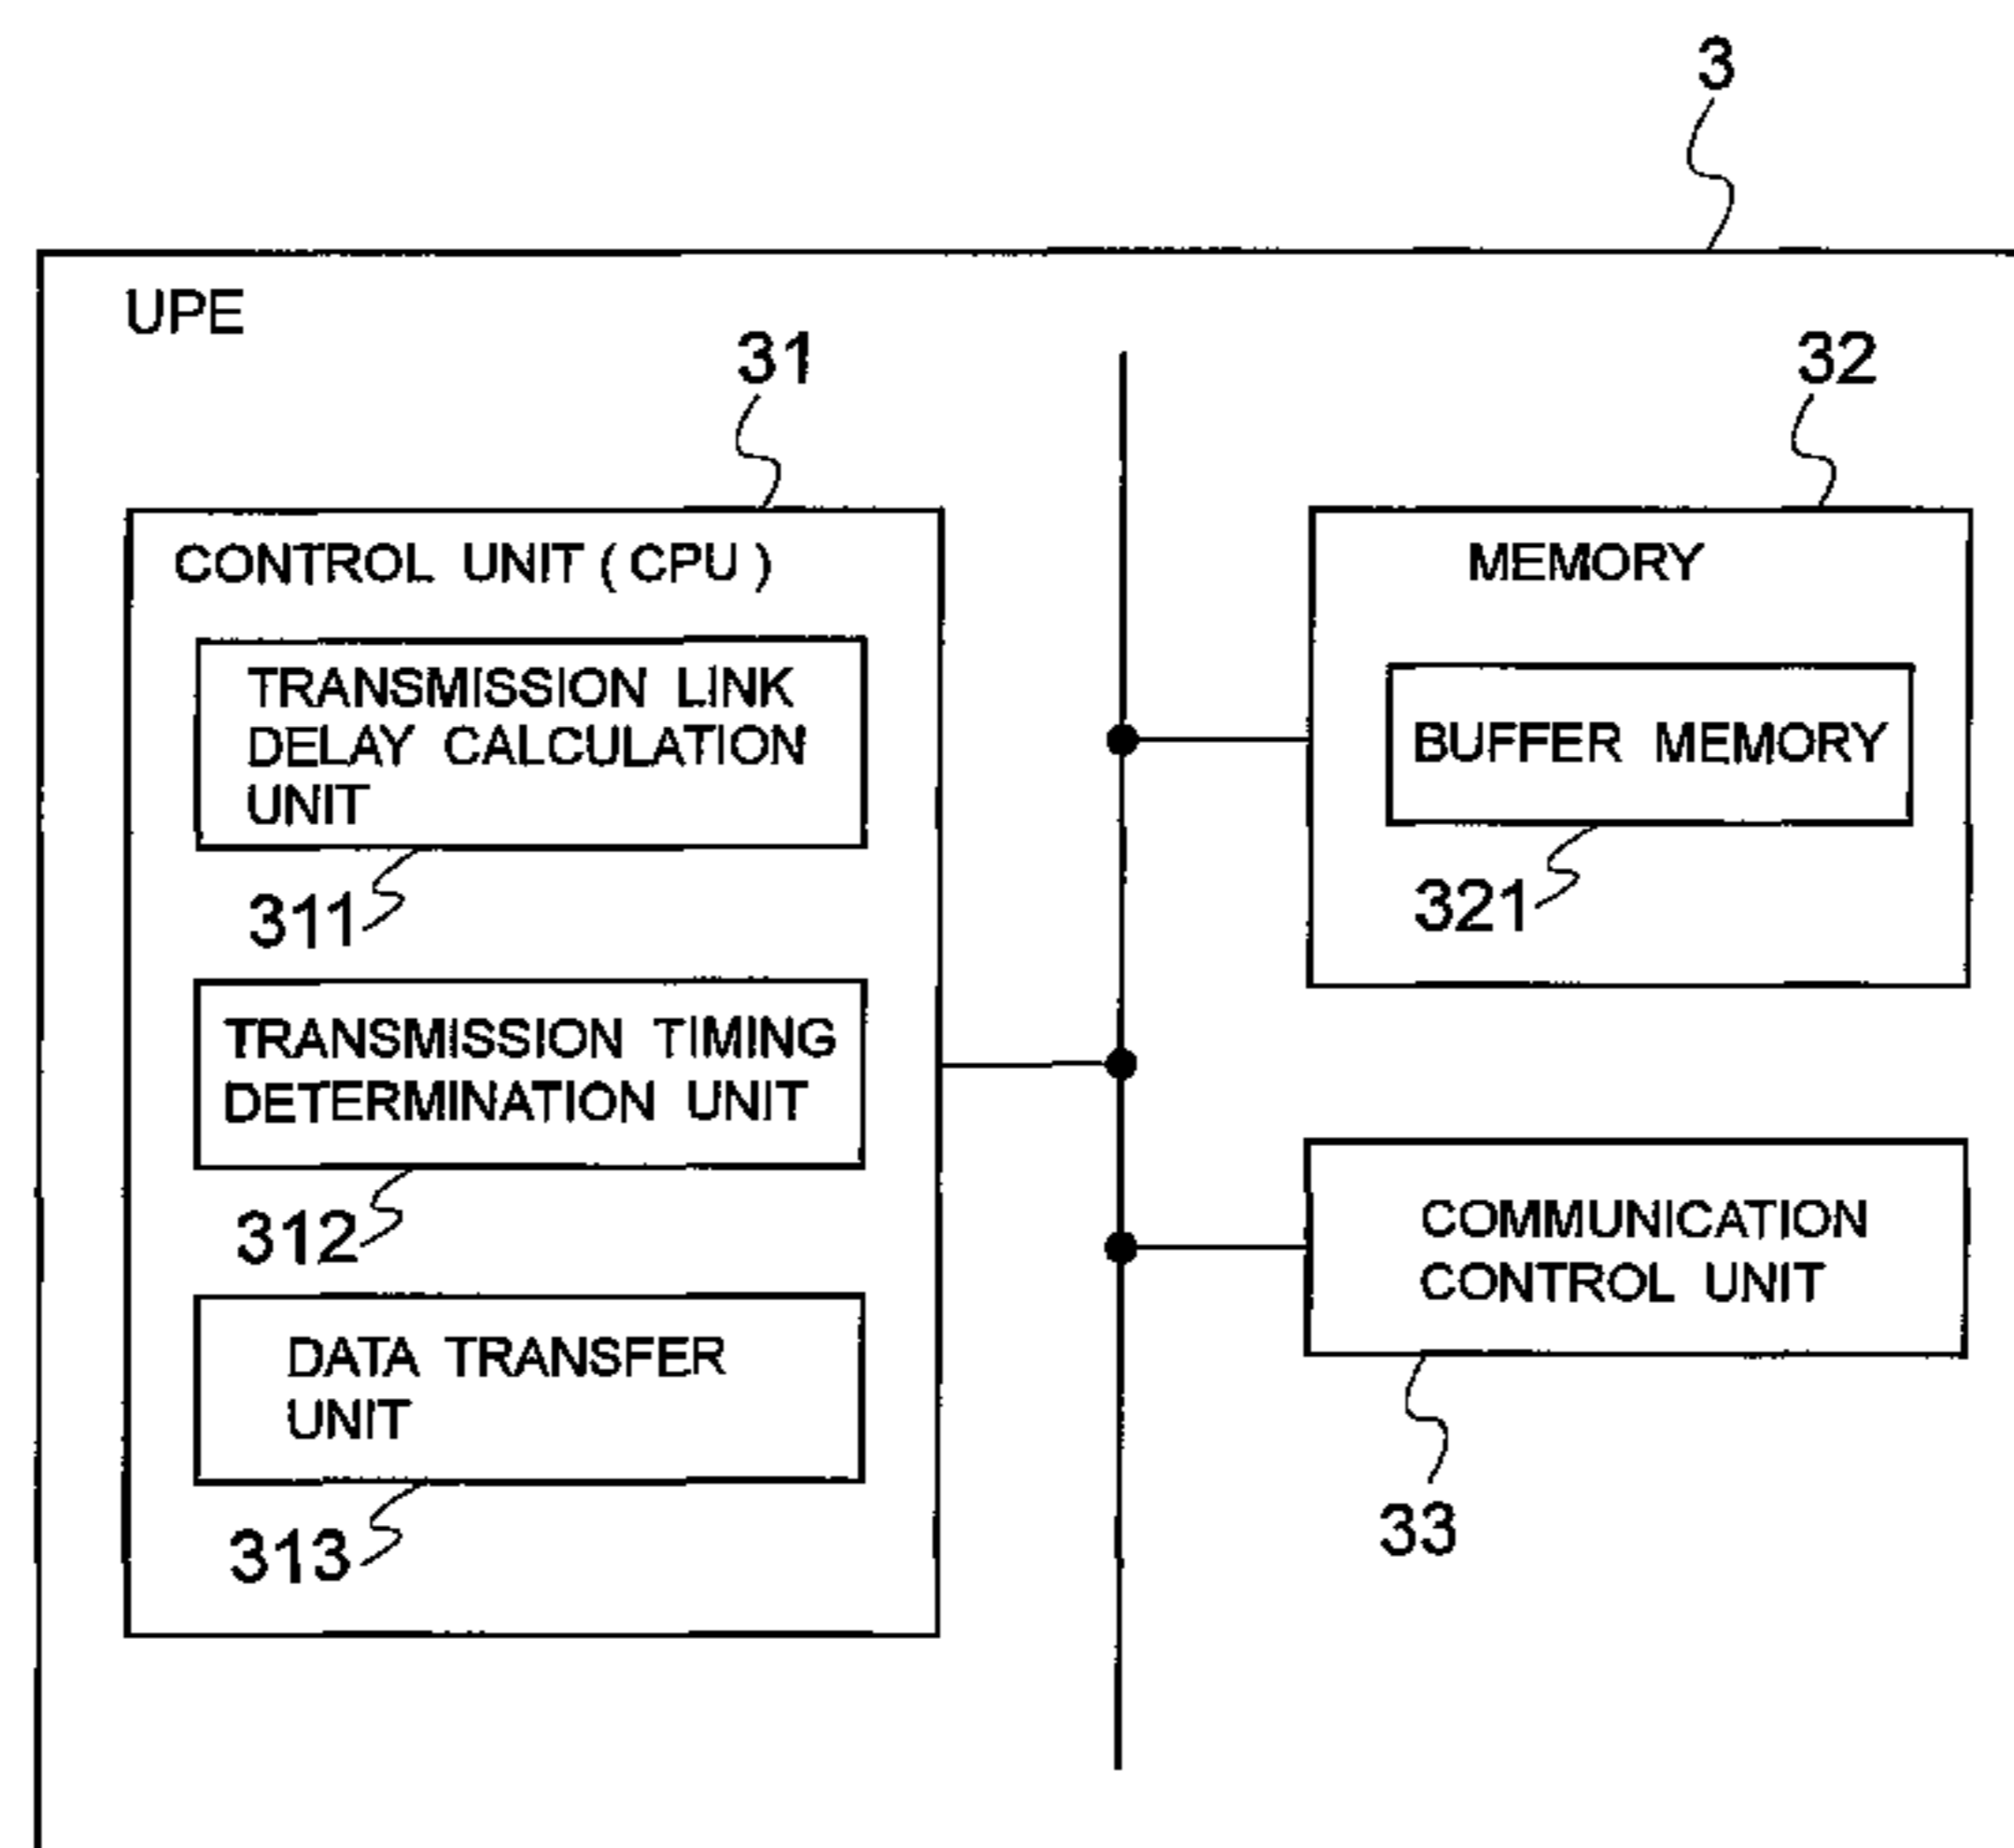 3
UPE
31
32
CONTROL UNIT ( CPU )
TRANSMISSION LINK
DELAY CALCULATION
UNIT
311
TRANSMISSION TIMING
DETERMINATION UNIT
312
DATA TRANSFER
UNIT
313
MEMORY
BUFFER MEMORY
321
COMMUNICATION
CONTROL UNIT
33